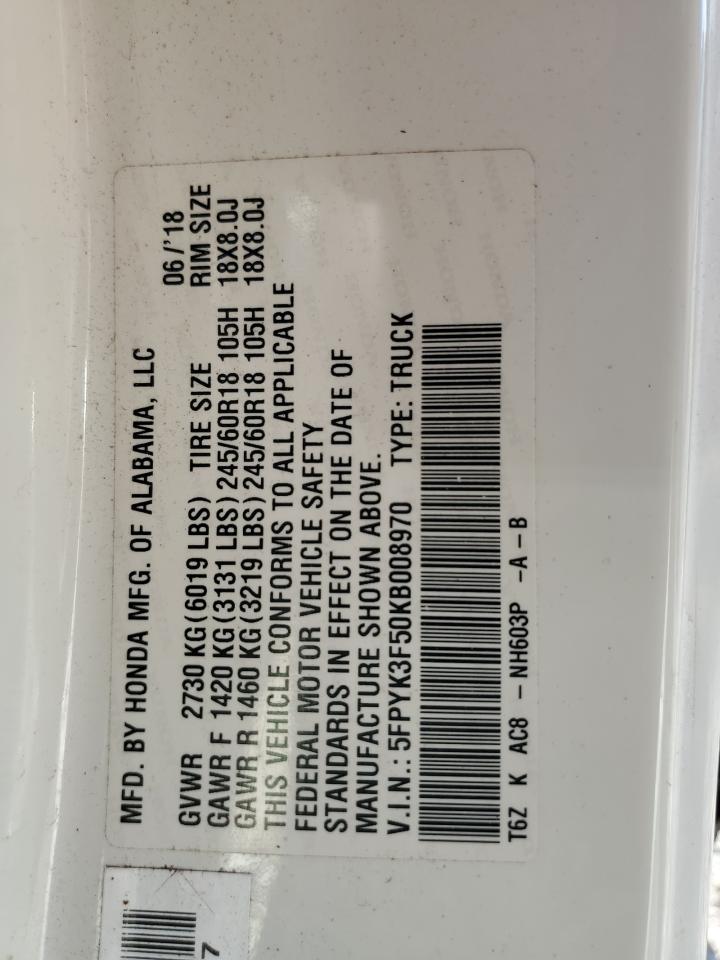 MFD. BY HONDA MFG. OF ALABAMA, LLC 06/'18
GVWR 2730 KG(6019 LBS) TIRE SIZE RIM SIZE
GAWR F 1420 KG(3131 LBS)245/60R18 105H 18X8.0J
GAWR R 1460 KG(3219 LBS)245/60R18 105H 18X8.0J
THIS VEHICLE CONFORMS TO ALL APPLICABLE
FEDERAL MOTOR VEHICLE SAFETY
STANDARDS IN EFFECT ON THE DATE OF
MANUFACTURE SHOWN ABOVE.
V.I.N.: 5FPYK3F50KB008970 TYPE: TRUCK
T6Z K AC8 - NH603P -A-B
7